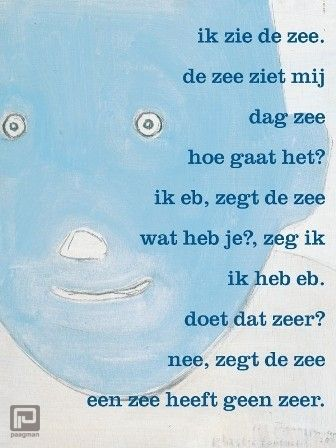 ik zie de zee.
de zee ziet mij
dag zee
hoe gaat het?
ik eb, zegt de zee
wat heb je?, zeg ik
ik heb eb.
doet dat zeer?
nee, zegt de zee
een zee heeft geen zeer.
paagman